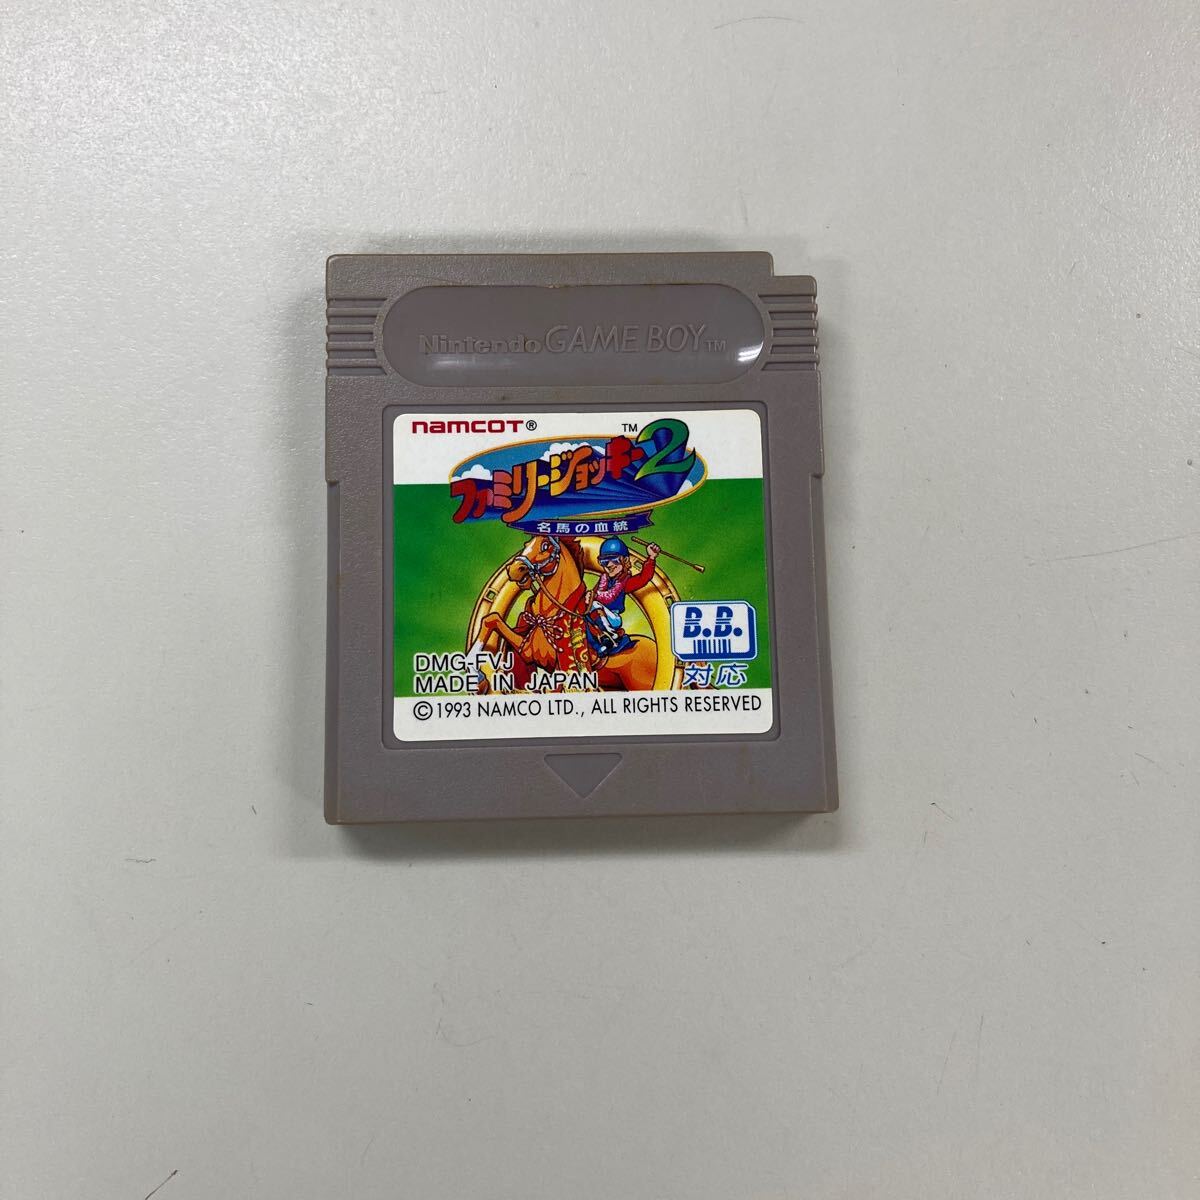 Nintendo GAME BOY™
namcot®
™
ファミリージョッキー2
名馬の血統
B.B.
対応
DMG-FVJ
MADE IN JAPAN
©1993 NAMCO LTD., ALL RIGHTS RESERVED